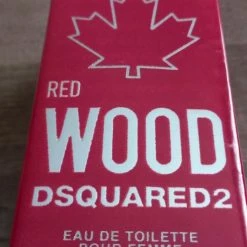 RED
WOOD
DSQUARED2
EAU DE TOILETTE
POUR FEMME